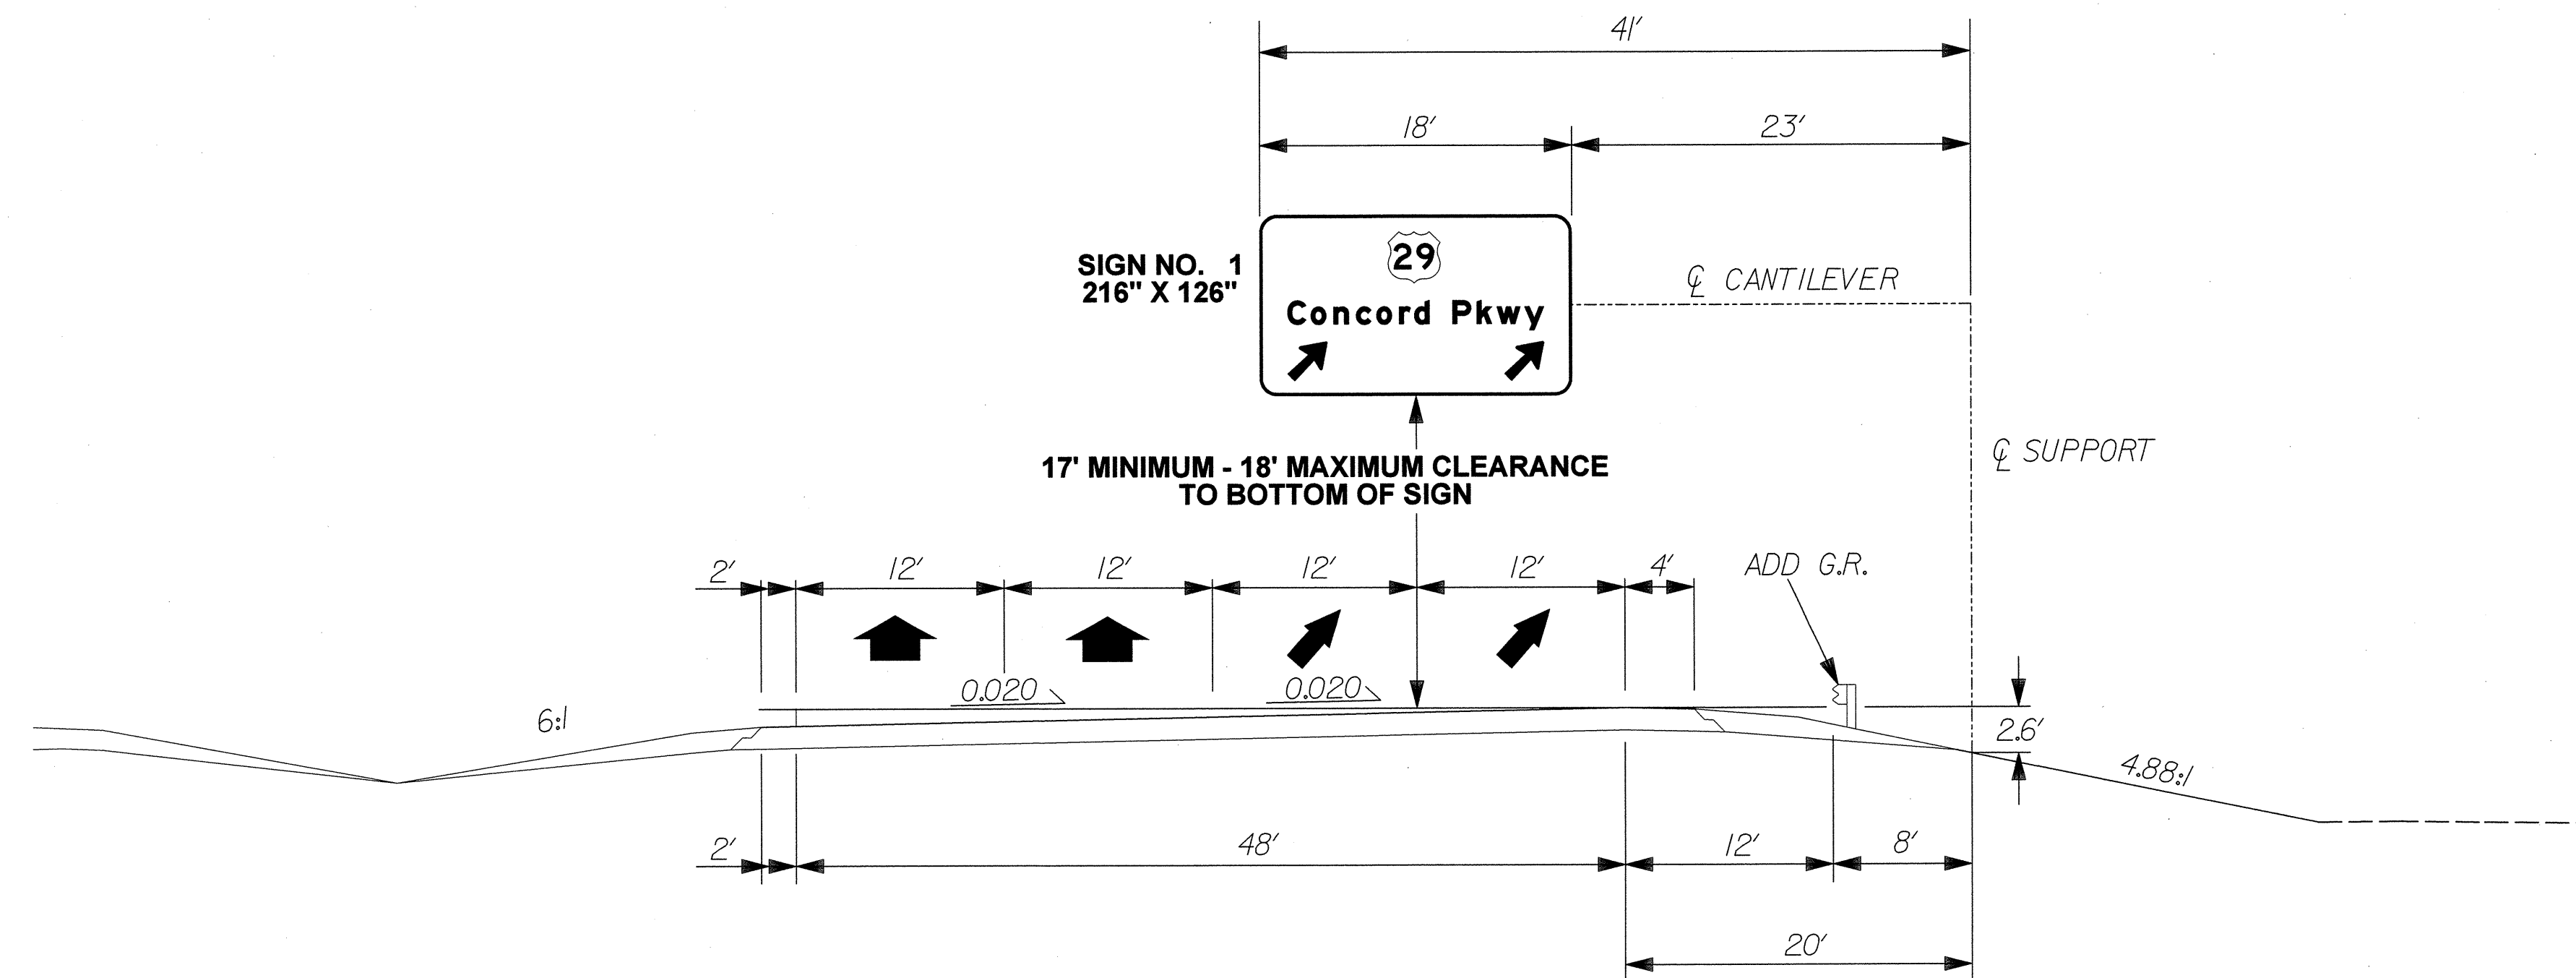 41'
18'
23'
29
Concord Pkwy
SIGN NO. 1
216" X 126"
℄ CANTILEVER
℄ SUPPORT
17' MINIMUM - 18' MAXIMUM CLEARANCE
TO BOTTOM OF SIGN
2'
12'
12'
12'
12'
4'
ADD G.R.
0.020
0.020
6:1
2.6'
4.88:1
2'
48'
12'
8'
20'